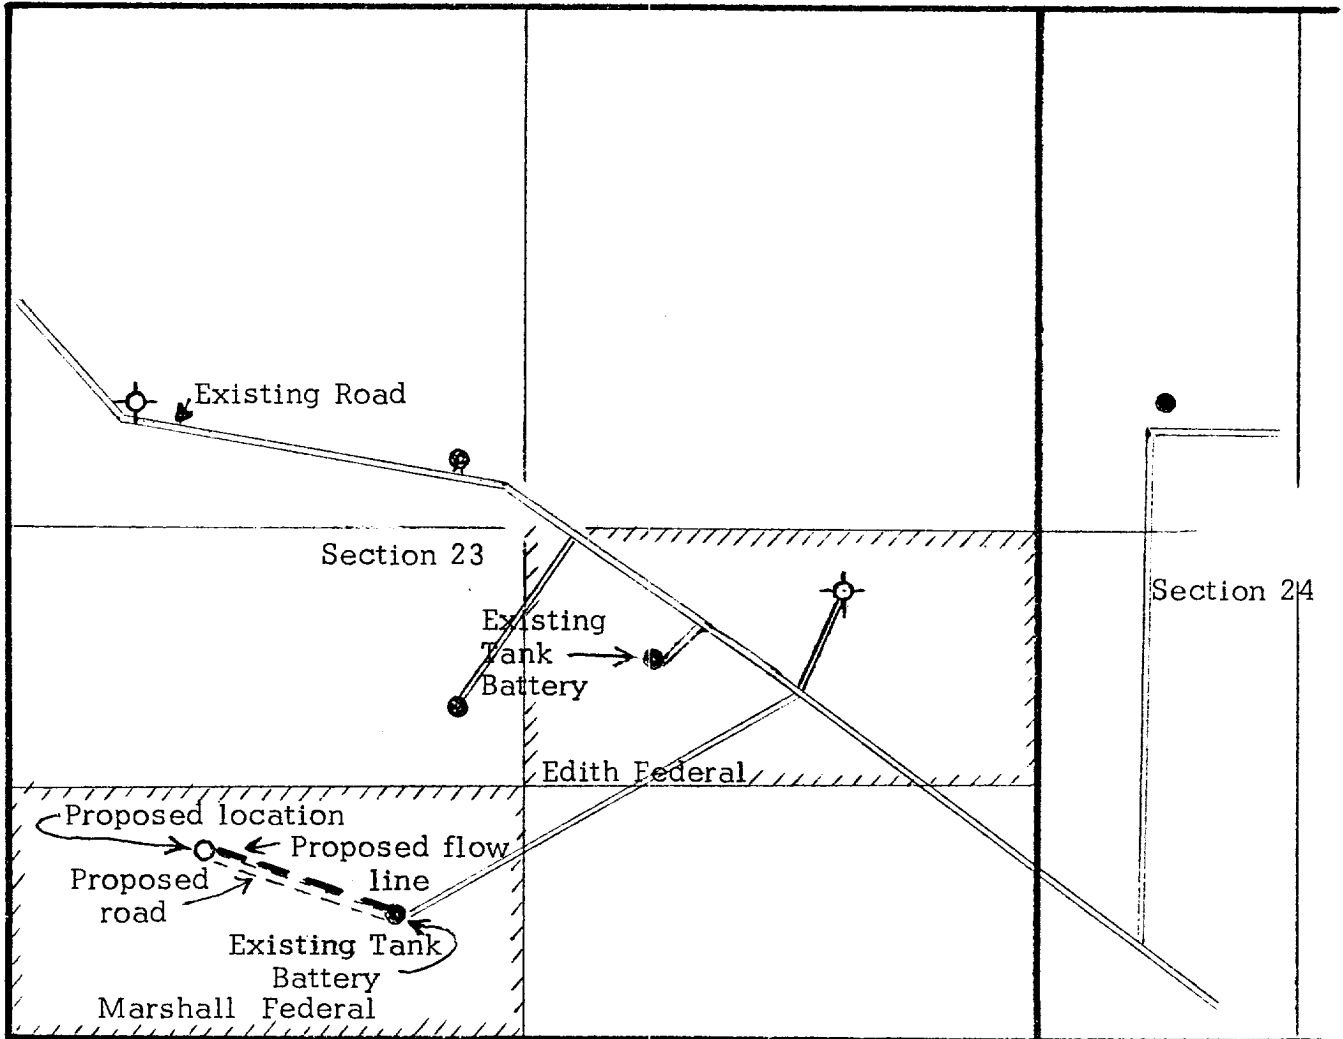 Existing Road
Section 23
Section 24
Existing
Tank
Battery
Edith Federal
Proposed location
Proposed flow
line
Proposed
road
Existing Tank
Battery
Marshall Federal